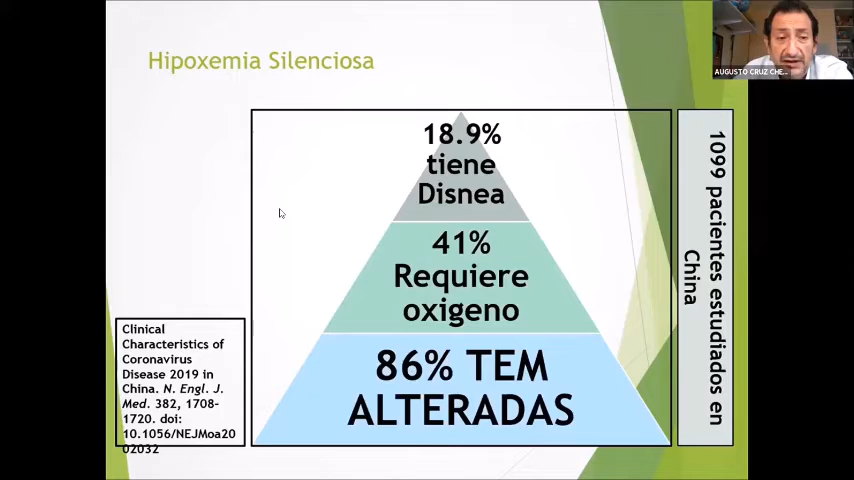 Hipoxemia Silenciosa
AUGUSTO CRUZ CHE...
18.9%
tiene
Disnea
41%
Requiere
oxigeno
86% TEM
ALTERADAS
1099 pacientes estudiados en
China
Clinical
Characteristics of
Coronavirus
Disease 2019 in
China. N. Engl. J.
Med. 382, 1708–
1720. doi:
10.1056/NEJMoa20
02032